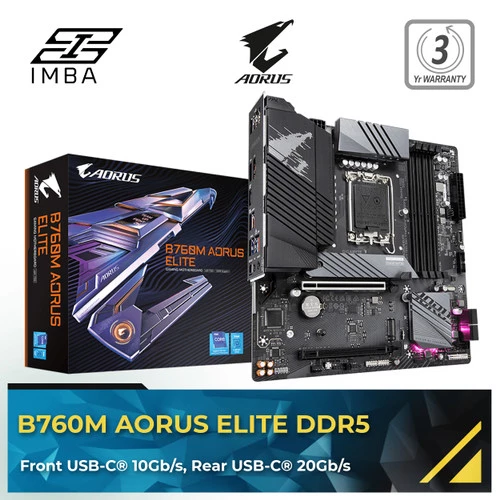 IMBA
AORUS
3
Yr WARRANTY
AORUS
B760M AORUS
ELITE
B760M AORUS
ELITE
B760M AORUS ELITE DDR5
Front USB-C® 10Gb/s, Rear USB-C® 20Gb/s